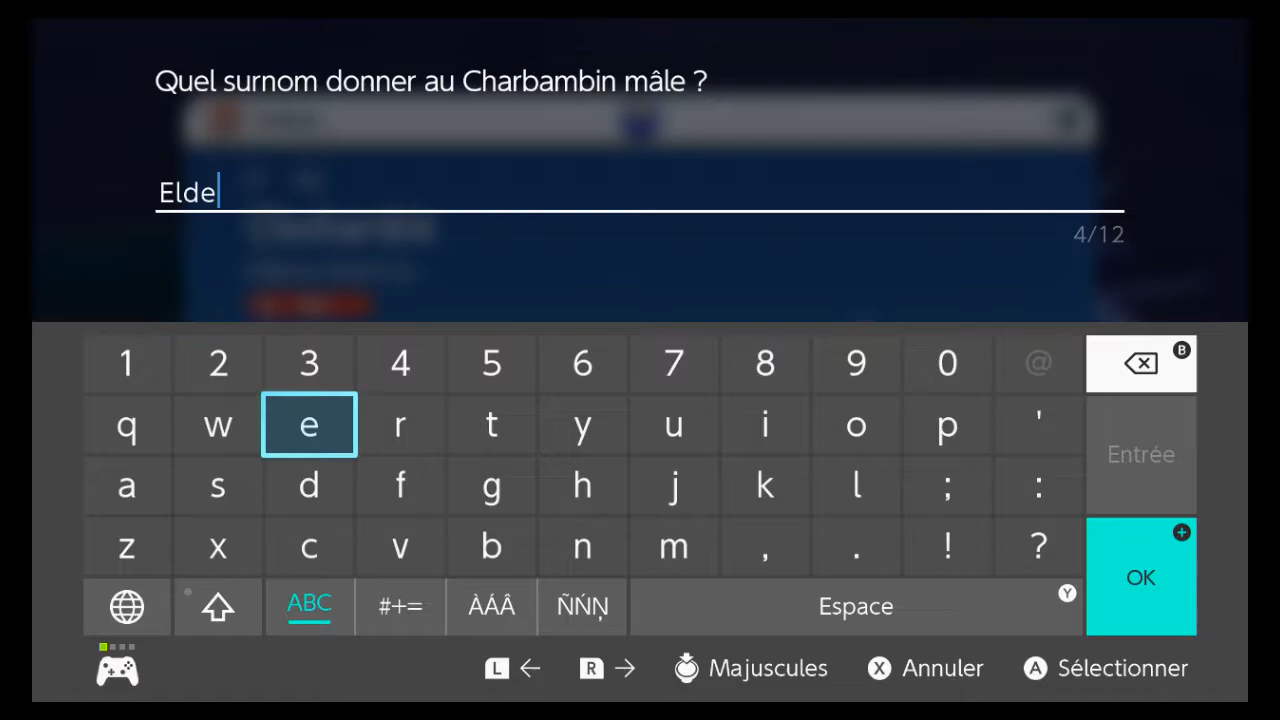 Quel surnom donner au Charbambin mâle ?
Elde
4/12
1 2 3 4 5 6 7 8 9 0 @ B
q w e r t y u i o p ' Entrée
a s d f g h j k l ; :
z x c v b n m , . ! ? OK +
ABC #+= ÀÁÂ ÑŃŅ Espace Y
L ← R → Majuscules X Annuler A Sélectionner